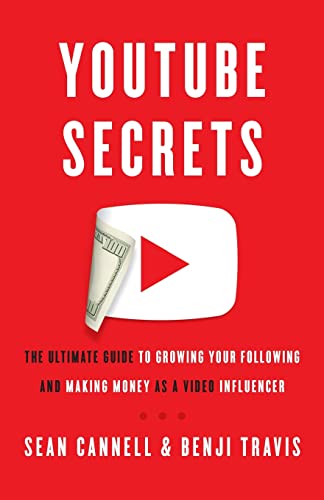 YOUTUBE
SECRETS
THE ULTIMATE GUIDE TO GROWING YOUR FOLLOWING
AND MAKING MONEY AS A VIDEO INFLUENCER
SEAN CANNELL & BENJI TRAVIS